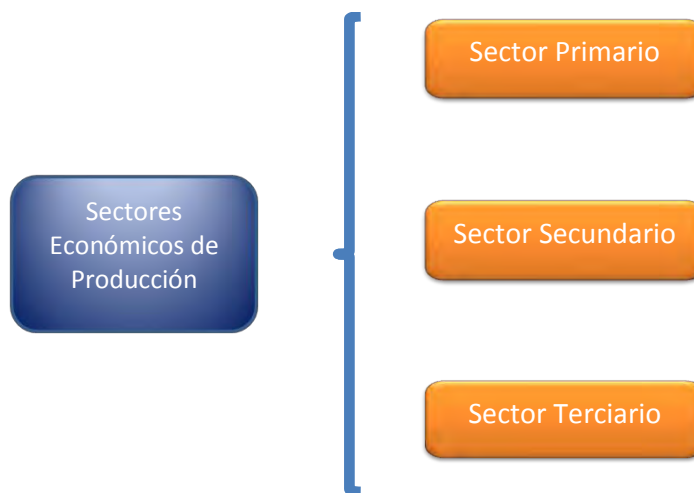 Sectores
Económicos de
Producción
Sector Primario
Sector Secundario
Sector Terciario